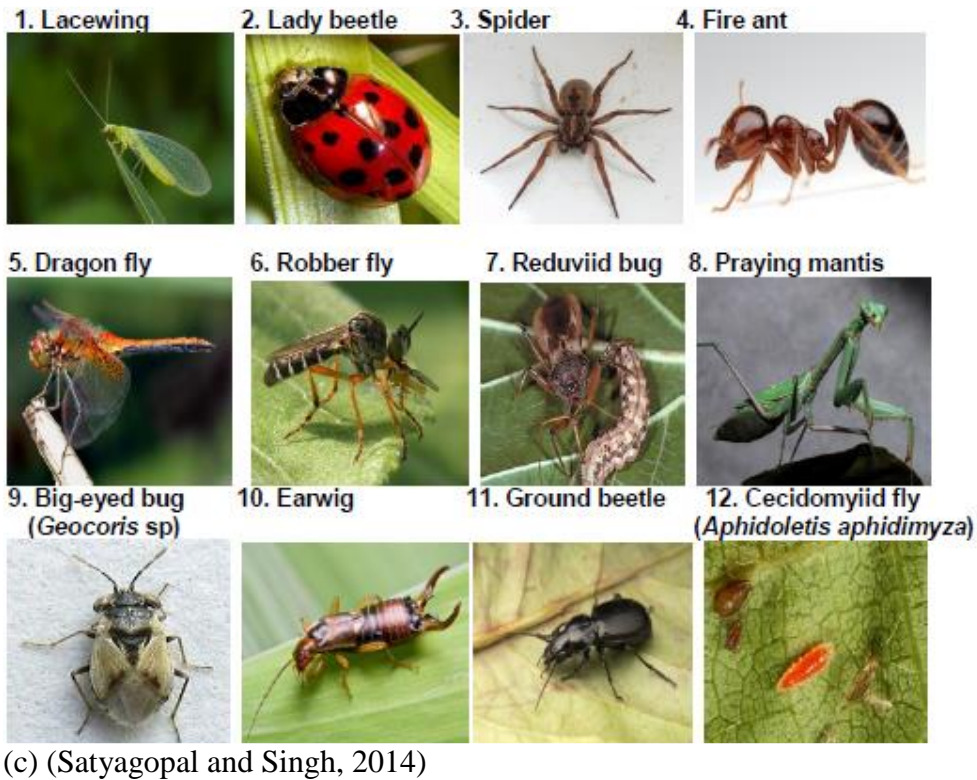 1. Lacewing 2. Lady beetle 3. Spider 4. Fire ant
5. Dragon fly 6. Robber fly 7. Reduviid bug 8. Praying mantis
9. Big-eyed bug 10. Earwig 11. Ground beetle 12. Cecidomyiid fly
(Geocoris sp) (Aphidoletis aphidimyza)
(c) (Satyagopal and Singh, 2014)